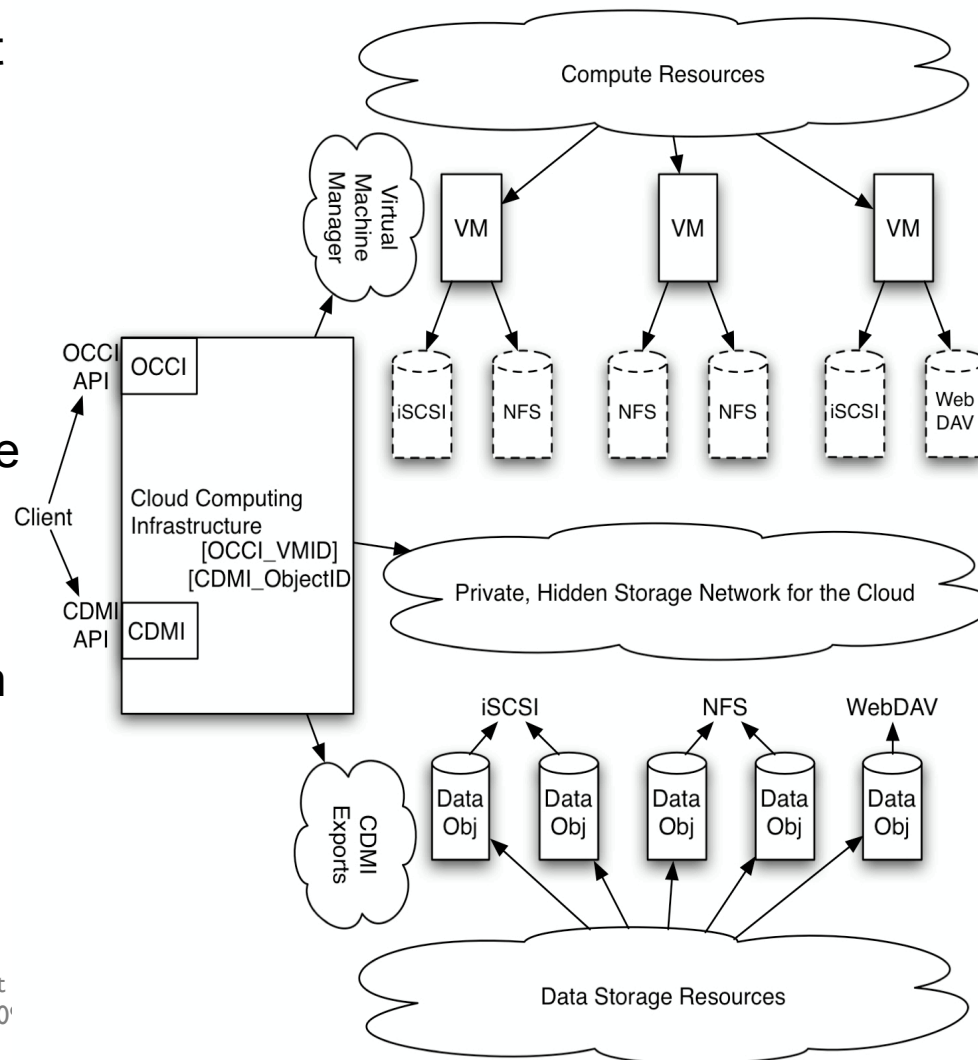 Compute Resources
Virtual
Machine
Manager
VM
VM
VM
OCCI
API
OCCI
iSCSI
NFS
NFS
NFS
iSCSI
Web
DAV
Client
Cloud Computing
Infrastructure
[OCCI_VMID]
[CDMI_ObjectID
Private, Hidden Storage Network for the Cloud
CDMI
API
CDMI
iSCSI
NFS
WebDAV
CDMI
Exports
Data
Obj
Data
Obj
Data
Obj
Data
Obj
Data
Obj
Data Storage Resources